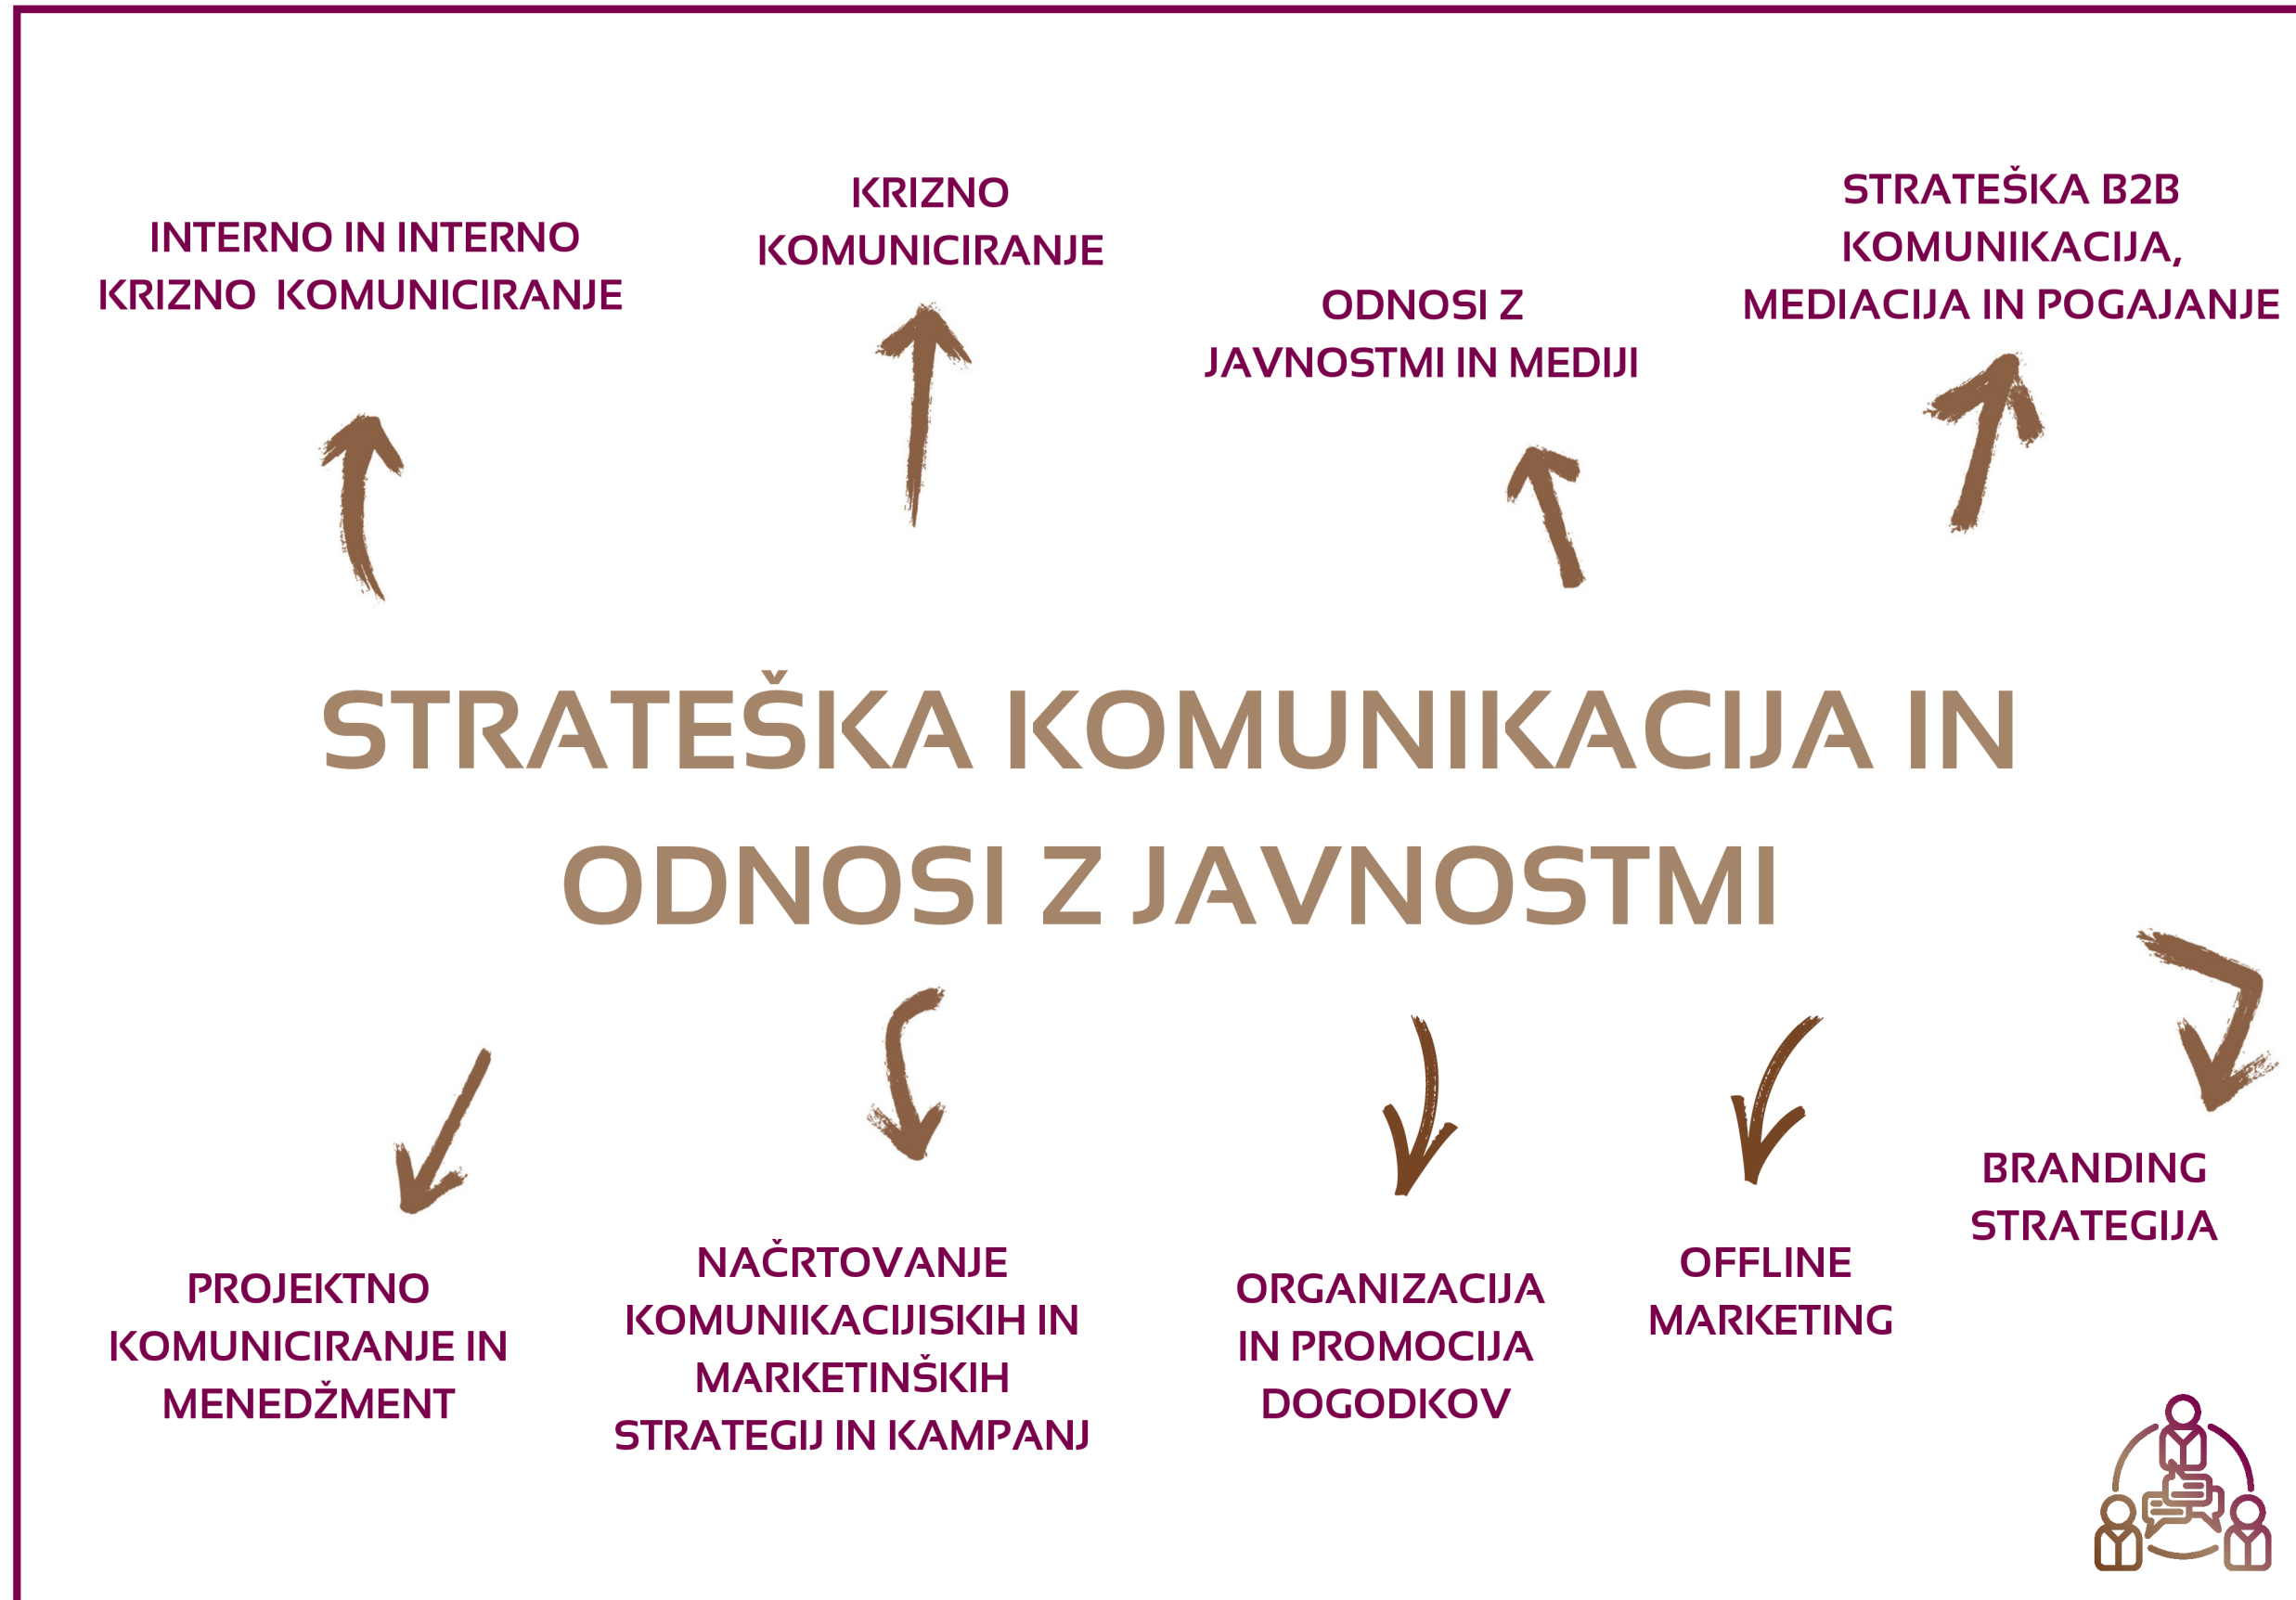 INTERNO IN INTERNO
KRIZNO KOMUNICIRANJE
KRIZNO
KOMUNICIRANJE
ODNOSI Z
JAVNOSTMI IN MEDIJI
STRATEŠKA B2B
KOMUNIKACIJA,
MEDIACIJA IN POGAJANJE
STRATEŠKA KOMUNIKACIJA IN
ODNOSI Z JAVNOSTMI
PROJEKTNO
KOMUNICIRANJE IN
MENEDŽMENT
NAČRTOVANJE
KOMUNIKACIJISKIH IN
MARKETINŠKIH
STRATEGIJ IN KAMPANJ
ORGANIZACIJA
IN PROMOCIJA
DOGODKOV
OFFLINE
MARKETING
BRANDING
STRATEGIJA